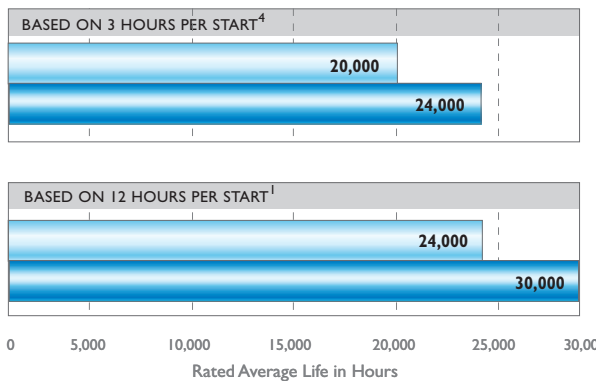 BASED ON 3 HOURS PER START4
20,000
24,000
BASED ON 12 HOURS PER START1
24,000
30,000
0 5,000 10,000 15,000 20,000 25,000 30,00
Rated Average Life in Hours